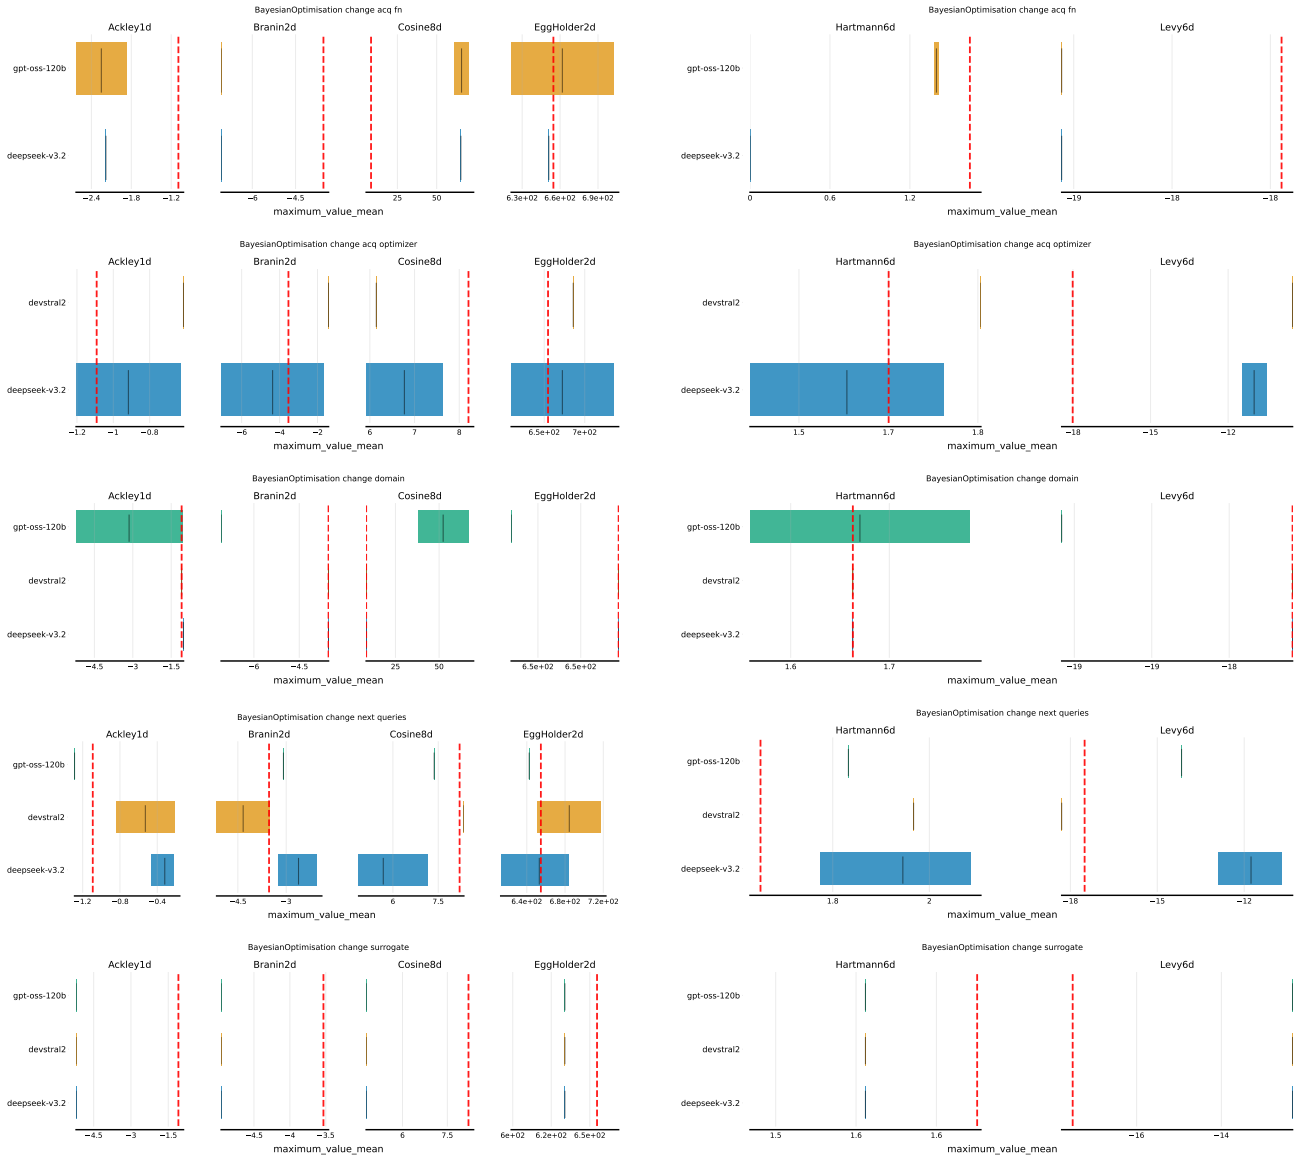 BayesianOptimisation change acq fn
Ackley1d Branin2d Cosine8d EggHolder2d
gpt-oss-120b
deepseek-v3.2
−2.4 −1.8 −1.1 −6 −4.5 25 50 6.3e+02 6.6e+02 6.9e+02
maximum_value_mean
BayesianOptimisation change acq fn
Hartmann6d Levy6d
gpt-oss-120b
deepseek-v3.2
0 0.6 1.2 −19 −18 −18
maximum_value_mean
BayesianOptimisation change acq optimizer
Ackley1d Branin2d Cosine8d EggHolder2d
devstral2
deepseek-v3.2
−1.2 −1 −0.8 −6 −4 −2 6 7 8 6.5e+02 7e+02
maximum_value_mean
BayesianOptimisation change acq optimizer
Hartmann6d Levy6d
devstral2
deepseek-v3.2
1.5 1.7 1.8 −18 −15 −12
maximum_value_mean
BayesianOptimisation change domain
Ackley1d Branin2d Cosine8d EggHolder2d
gpt-oss-120b
devstral2
deepseek-v3.2
−4.5 −3 −1.5 −6 −4.5 25 50 6.5e+02 6.5e+02
maximum_value_mean
BayesianOptimisation change domain
Hartmann6d Levy6d
gpt-oss-120b
devstral2
deepseek-v3.2
1.6 1.7 −19 −19 −18
maximum_value_mean
BayesianOptimisation change next queries
Ackley1d Branin2d Cosine8d EggHolder2d
gpt-oss-120b
devstral2
deepseek-v3.2
−1.2 −0.8 −0.4 −4.5 −3 6 7.5 6.4e+02 6.8e+02 7.2e+02
maximum_value_mean
BayesianOptimisation change next queries
Hartmann6d Levy6d
gpt-oss-120b
devstral2
deepseek-v3.2
1.8 2 −18 −15 −12
maximum_value_mean
BayesianOptimisation change surrogate
Ackley1d Branin2d Cosine8d EggHolder2d
gpt-oss-120b
devstral2
deepseek-v3.2
−4.5 −3 −1.5 −4.5 −4 −3.5 6 7.5 6e+02 6.2e+02 6.5e+02
maximum_value_mean
BayesianOptimisation change surrogate
Hartmann6d Levy6d
gpt-oss-120b
devstral2
deepseek-v3.2
1.5 1.6 1.6 −16 −14
maximum_value_mean